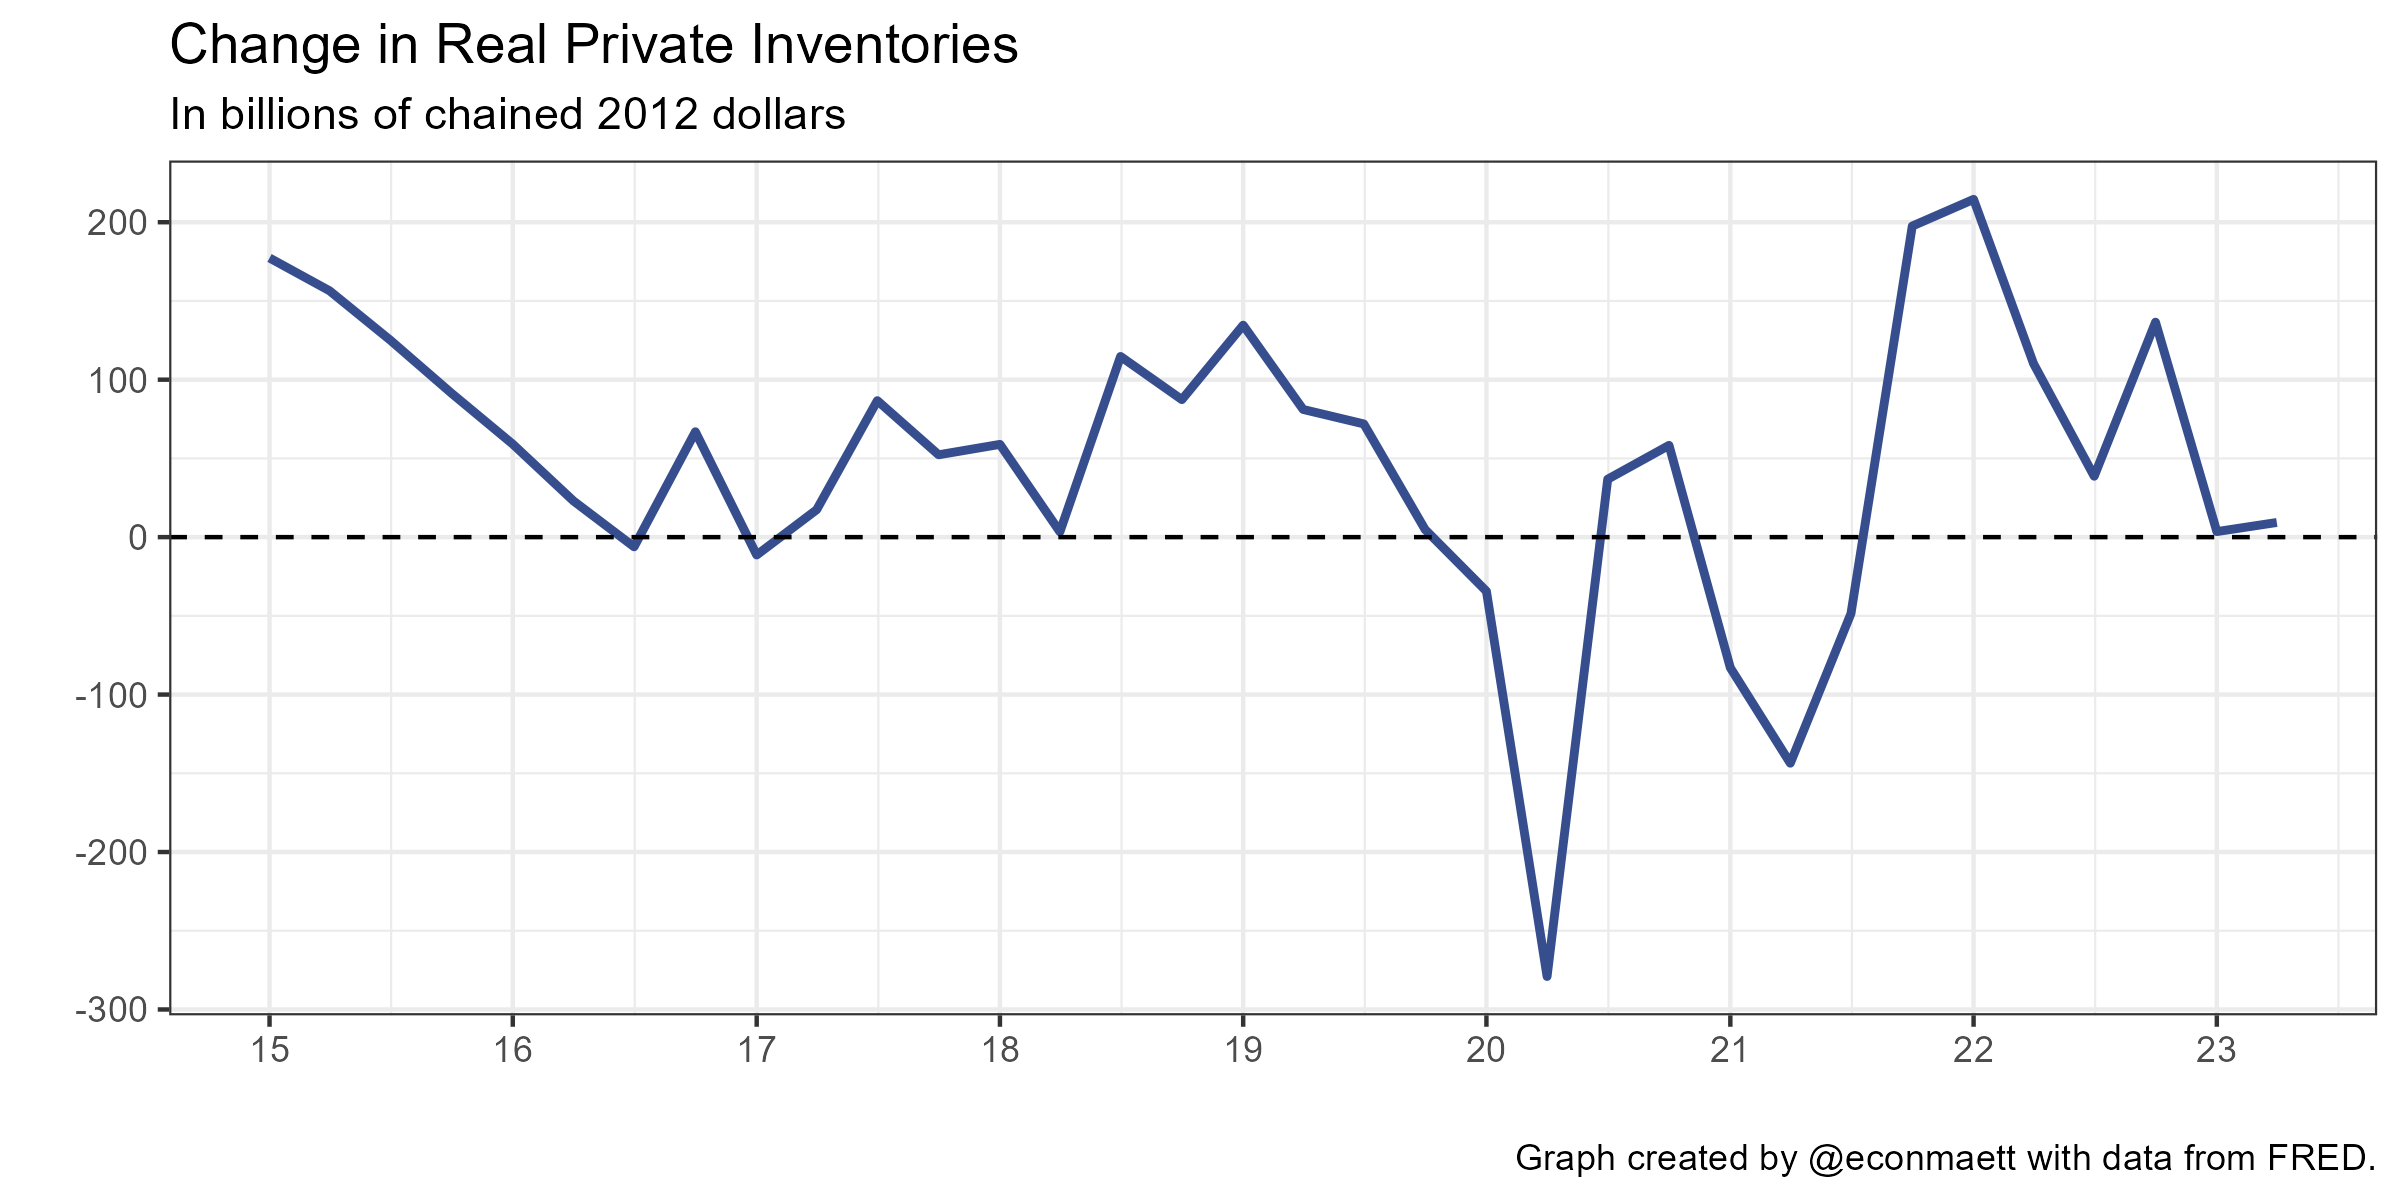 Change in Real Private Inventories
In billions of chained 2012 dollars
200
100
0
-100
-200
-300
15 16 17 18 19 20 21 22 23
Graph created by @econmaett with data from FRED.